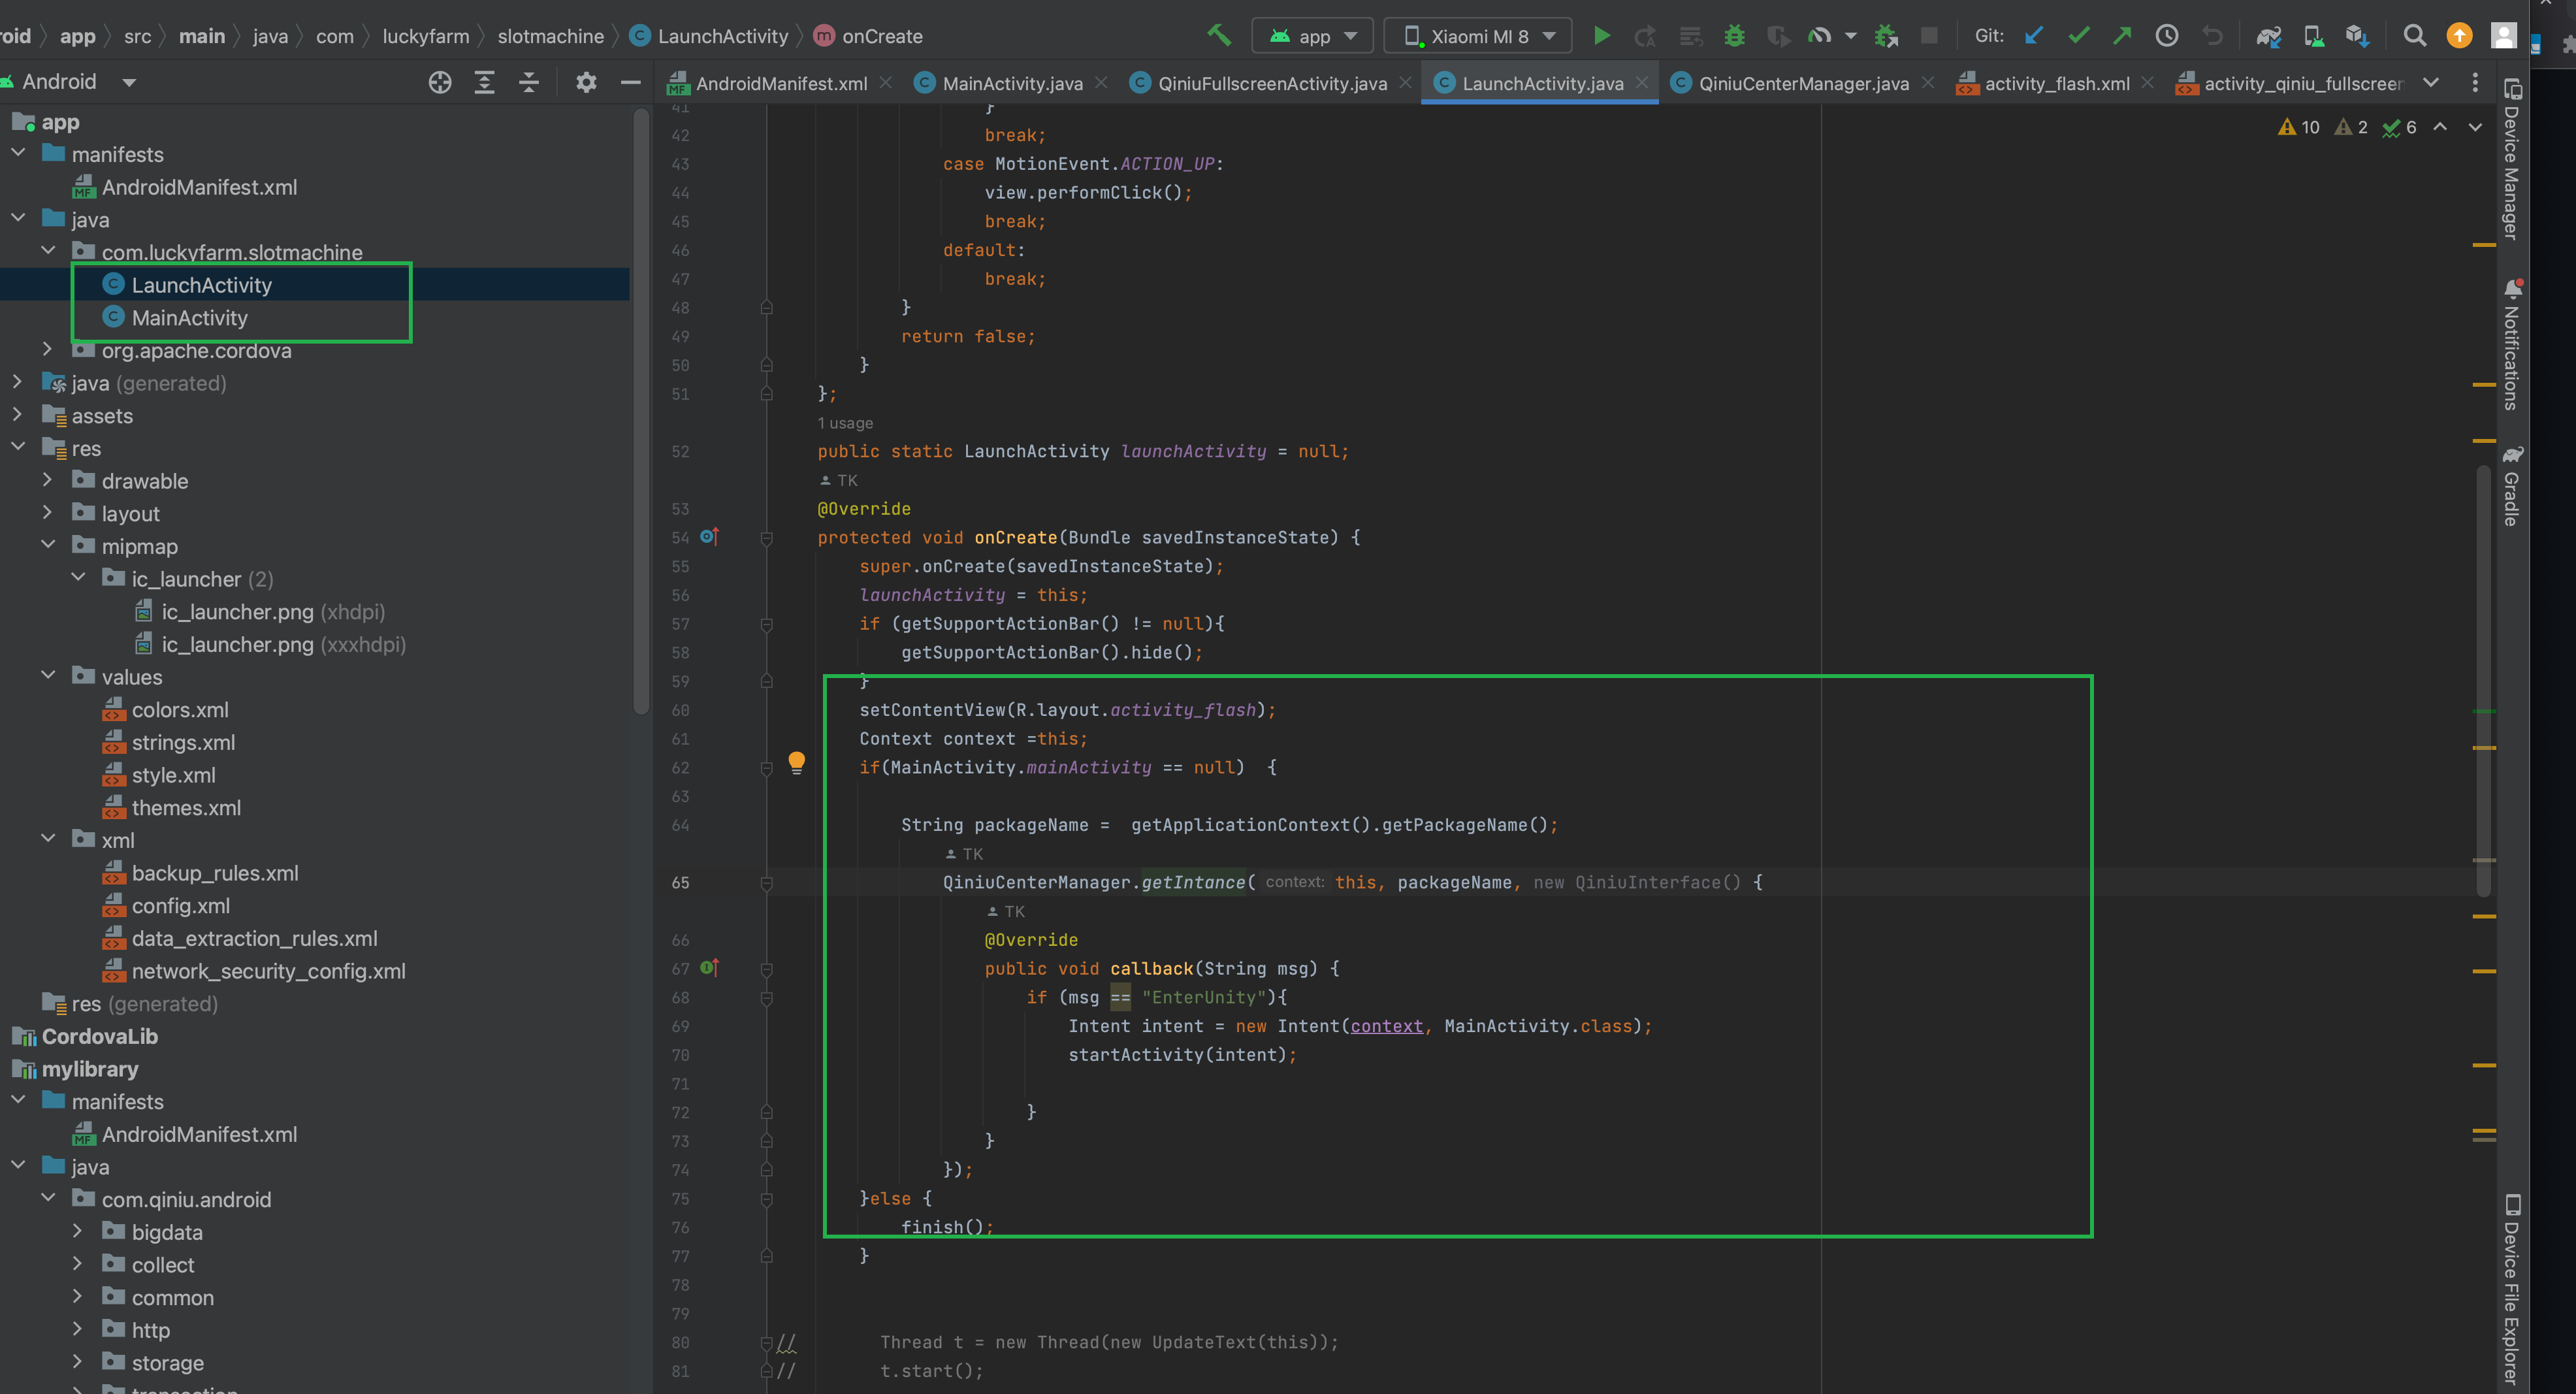 oid app src main java com luckyfarm slotmachine LaunchActivity onCreate
app Xiaomi MI 8 Git:
Android
AndroidManifest.xml MainActivity.java QiniuFullscreenActivity.java LaunchActivity.java QiniuCenterManager.java activity_flash.xml activity_qiniu_fullscreen
10 2 6
app
manifests
AndroidManifest.xml
java
com.luckyfarm.slotmachine
LaunchActivity
MainActivity
org.apache.cordova
java (generated)
assets
res
drawable
layout
mipmap
ic_launcher (2)
ic_launcher.png (xhdpi)
ic_launcher.png (xxxhdpi)
values
colors.xml
strings.xml
style.xml
themes.xml
xml
backup_rules.xml
config.xml
data_extraction_rules.xml
network_security_config.xml
res (generated)
CordovaLib
mylibrary
manifests
AndroidManifest.xml
java
com.qiniu.android
bigdata
collect
common
http
storage
transaction
41 }
42 break;
43 case MotionEvent.ACTION_UP:
44 view.performClick();
45 break;
46 default:
47 break;
48 }
49 return false;
50 }
51 };
1 usage
52 public static LaunchActivity launchActivity = null;
TK
53 @Override
54 protected void onCreate(Bundle savedInstanceState) {
55 super.onCreate(savedInstanceState);
56 launchActivity = this;
57 if (getSupportActionBar() != null){
58 getSupportActionBar().hide();
59 }
60 setContentView(R.layout.activity_flash);
61 Context context =this;
62 if(MainActivity.mainActivity == null) {
63
64 String packageName = getApplicationContext().getPackageName();
TK
65 QiniuCenterManager.getIntance( context: this, packageName, new QiniuInterface() {
TK
66 @Override
67 public void callback(String msg) {
68 if (msg == "EnterUnity"){
69 Intent intent = new Intent(context, MainActivity.class);
70 startActivity(intent);
71
72 }
73 }
74 });
75 }else {
76 finish();
77 }
78
79
80 // Thread t = new Thread(new UpdateText(this));
81 // t.start();
Device Manager
Notifications
Gradle
Device File Explorer